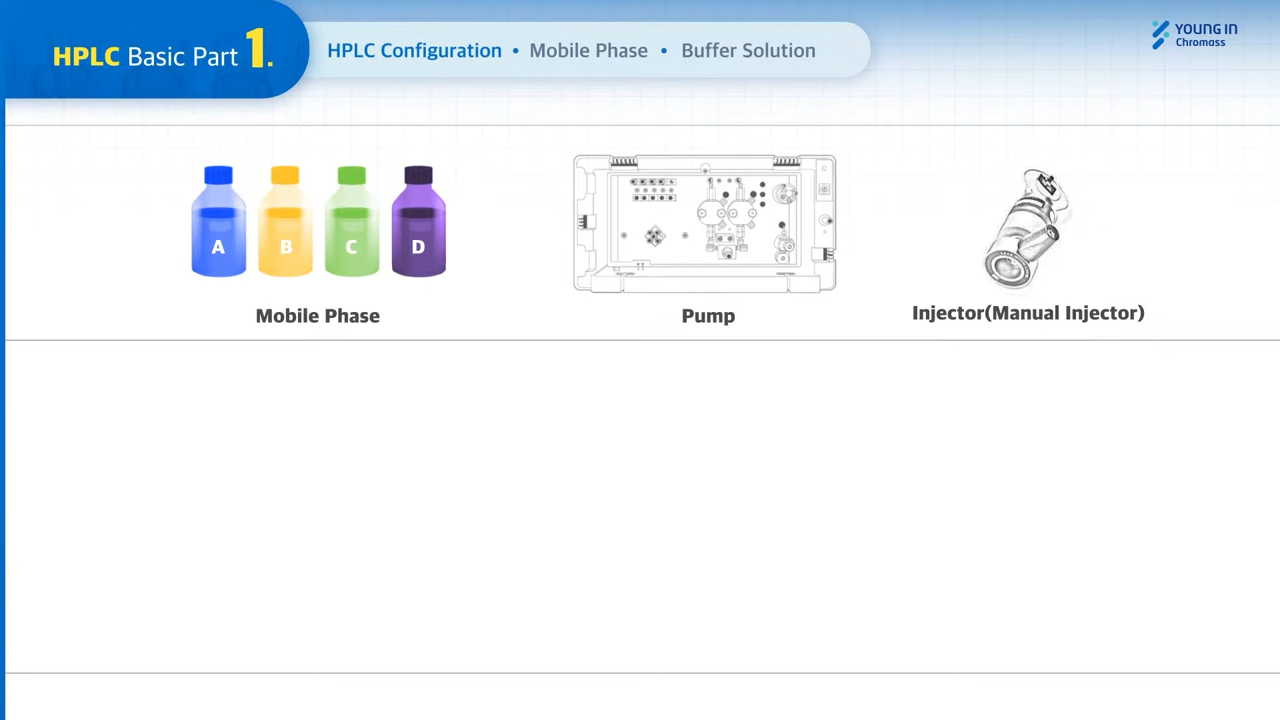 HPLC Basic Part 1.
HPLC Configuration • Mobile Phase • Buffer Solution
YOUNG IN
Chromass
A B C D
Mobile Phase
Pump
Injector(Manual Injector)